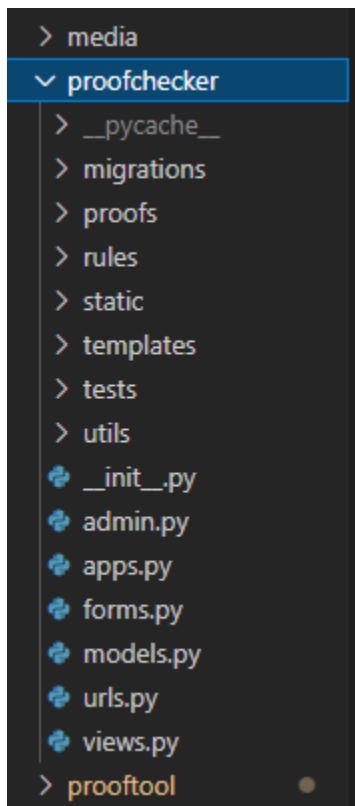 media
proofchecker
__pycache__
migrations
proofs
rules
static
templates
tests
utils
__init__.py
admin.py
apps.py
forms.py
models.py
urls.py
views.py
prooftool